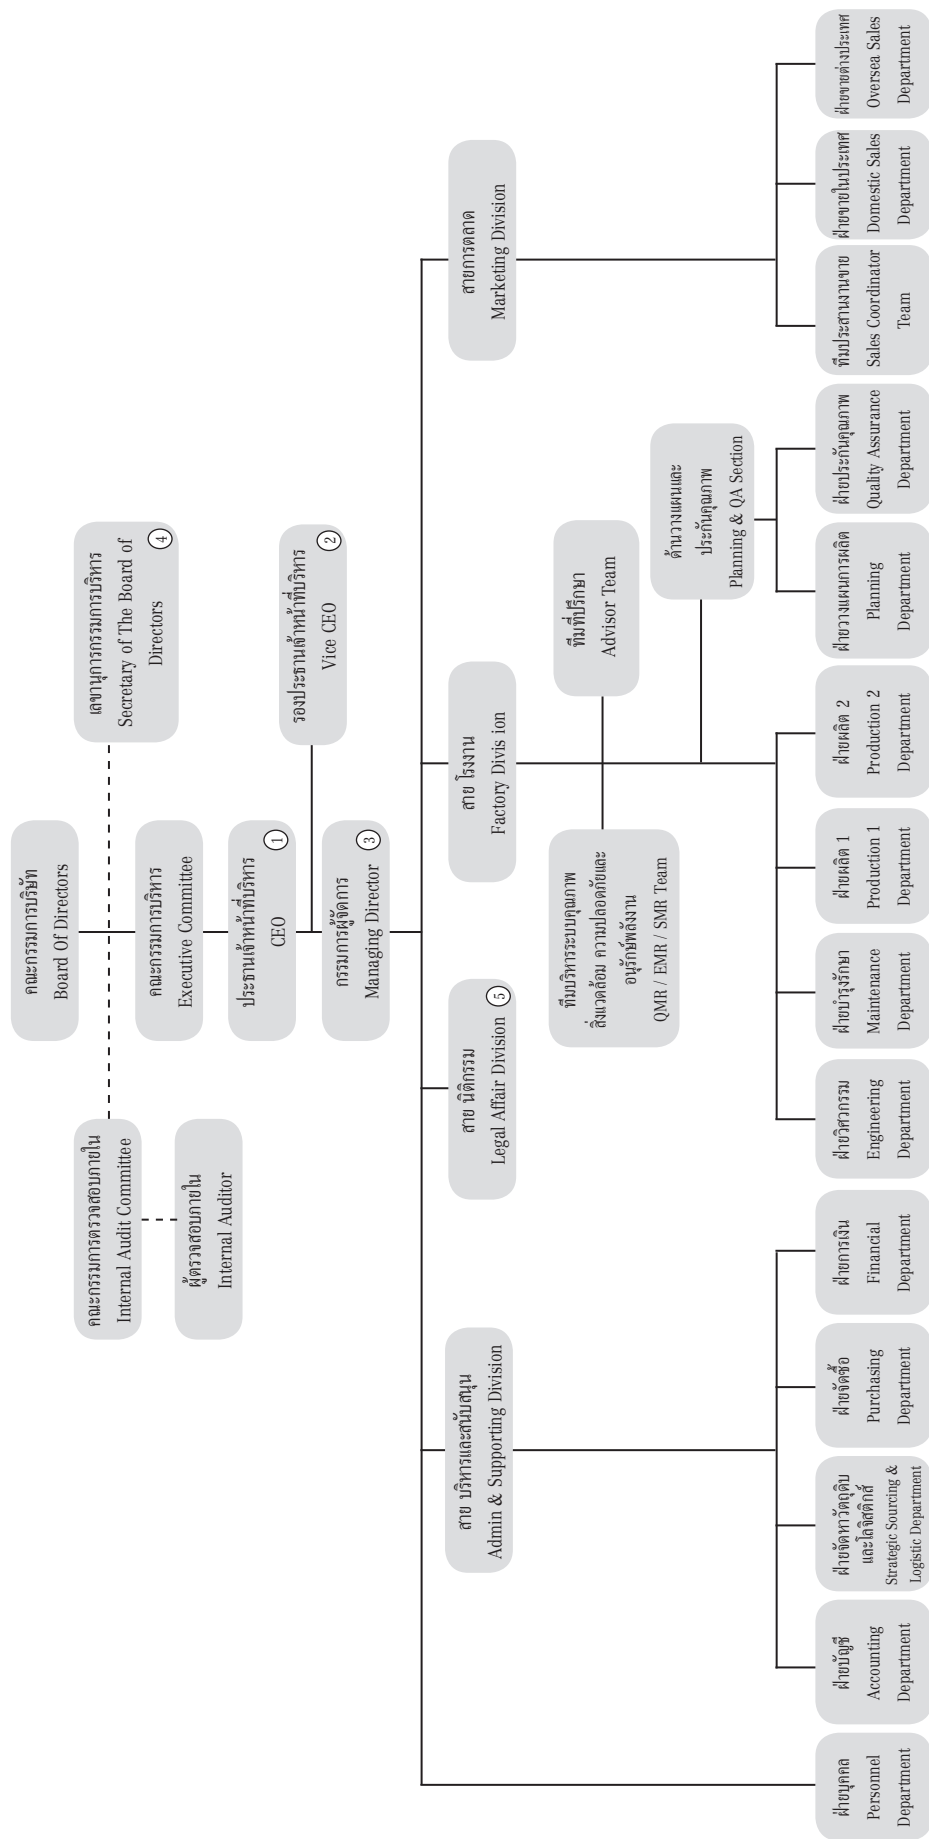 คณะกรรมการบริษัท
Board Of Directors
คณะกรรมการตรวจสอบภายใน
Internal Audit Committee
เลขานุการกรรมการบริหาร
Secretary of The Board of
Directors
4
ผู้ตรวจสอบภายใน
Internal Auditor
คณะกรรมการบริหาร
Executive Committee
ประธานเจ้าหน้าที่บริหาร
CEO
1
รองประธานเจ้าหน้าที่บริหาร
Vice CEO
2
กรรมการผู้จัดการ
Managing Director
3
สาย บริหารและสนับสนุน
Admin & Supporting Division
สาย นิติกรรม
Legal Affair Division 5
สาย โรงงาน
Factory Divis ion
สายการตลาด
Marketing Division
ทีมบริหารระบบคุณภาพ
สิ่งแวดล้อม ความปลอดภัยและ
อนุรักษ์พลังงาน
QMR / EMR / SMR Team
ทีมที่ปรึกษา
Advisor Team
ด้านวางแผนและ
ประกันคุณภาพ
Planning & QA Section
ฝ่ายบุคคล
Personnel
Department
ฝ่ายบัญชี
Accounting
Department
ฝ่ายจัดหาวัตถุดิบ
และโลจิสติกส์
Strategic Sourcing &
Logistic Department
ฝ่ายจัดซื้อ
Purchasing
Department
ฝ่ายการเงิน
Financial
Department
ฝ่ายวิศวกรรม
Engineering
Department
ฝ่ายบำรุงรักษา
Maintenance
Department
ฝ่ายผลิต 1
Production 1
Department
ฝ่ายผลิต 2
Production 2
Department
ฝ่ายวางแผนการผลิต
Planning
Department
ฝ่ายประกันคุณภาพ
Quality Assurance
Department
ทีมประสานงานขาย
Sales Coordinator
Team
ฝ่ายขายในประเทศ
Domestic Sales
Department
ฝ่ายขายต่างประเทศ
Oversea Sales
Department